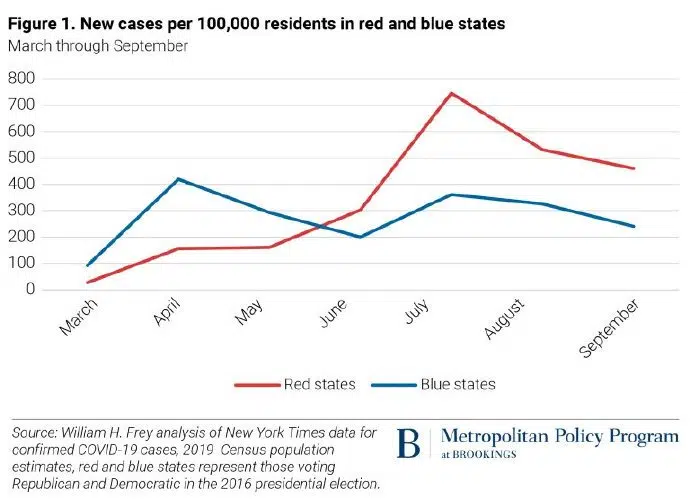 Figure 1. New cases per 100,000 residents in red and blue states
March through September
800
700
600
500
400
300
200
100
0
March
April
May
June
July
August
September
Red states
Blue states
Source: William H. Frey analysis of New York Times data for
confirmed COVID-19 cases, 2019 Census population
estimates, red and blue states represent those voting
Republican and Democratic in the 2016 presidential election.
B
Metropolitan Policy Program
at BROOKINGS